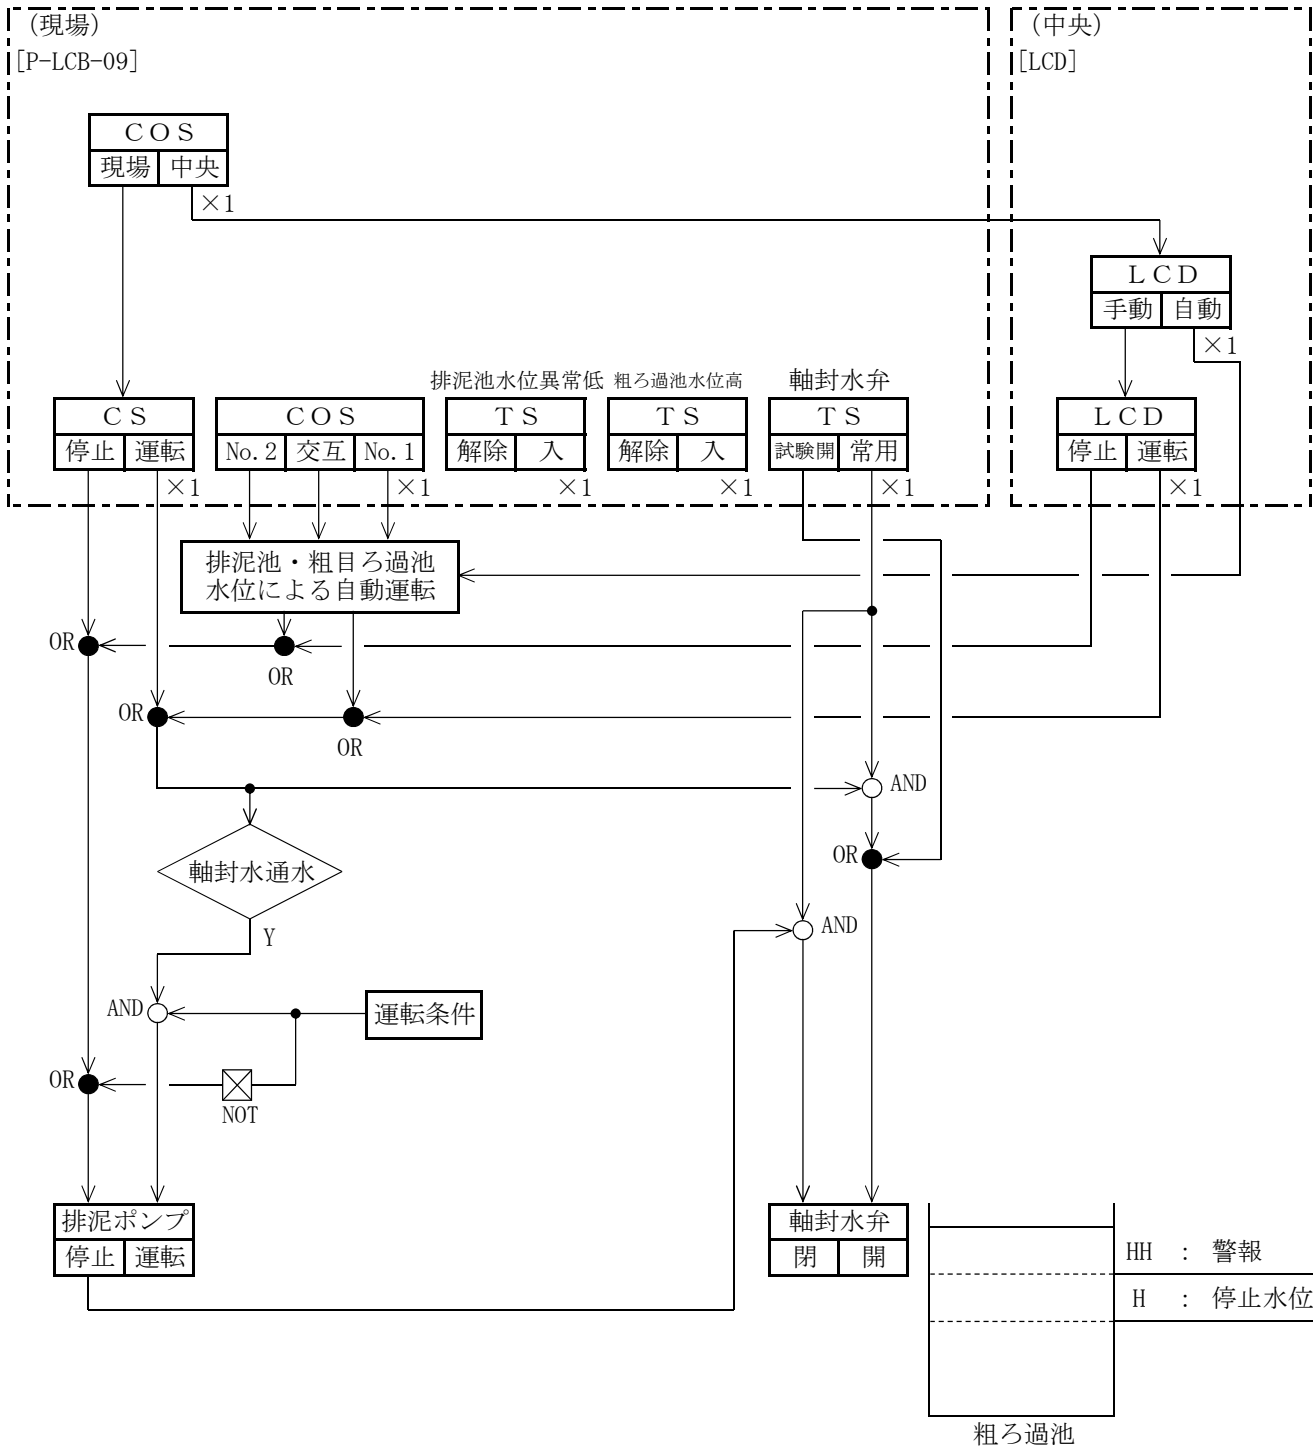 (現場)
[P-LCB-09]
(中央)
[LCD]
COS
現場 中央
×1
LCD
手動 自動
×1
排泥池水位異常低 粗ろ過池水位高 軸封水弁
CS
停止 運転
×1
COS
No.2 交互 No.1
×1
TS
解除 入
×1
TS
解除 入
×1
TS
試験開 常用
×1
LCD
停止 運転
×1
排泥池・粗目ろ過池
水位による自動運転
OR
OR
OR
OR
AND
軸封水通水
OR
Y
AND
AND
運転条件
OR
NOT
排泥ポンプ
停止 運転
軸封水弁
閉 開
HH : 警報
H : 停止水位
粗ろ過池